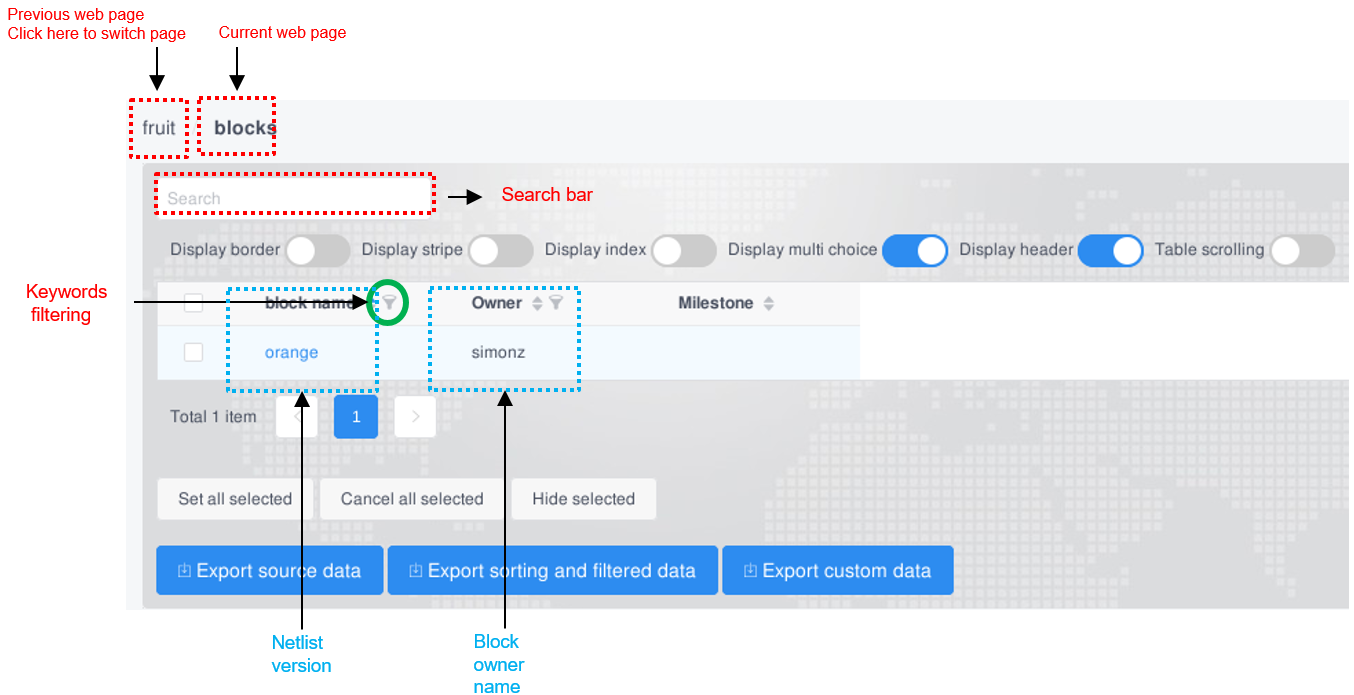 Previous web page
Click here to switch page
Current web page
fruit
blocks
Search
Search bar
Display border
Display stripe
Display index
Display multi choice
Display header
Table scrolling
Keywords
filtering
block name
Owner
Milestone
orange
simonz
Total 1 item
1
Set all selected
Cancel all selected
Hide selected
Export source data
Export sorting and filtered data
Export custom data
Netlist
version
Block
owner
name